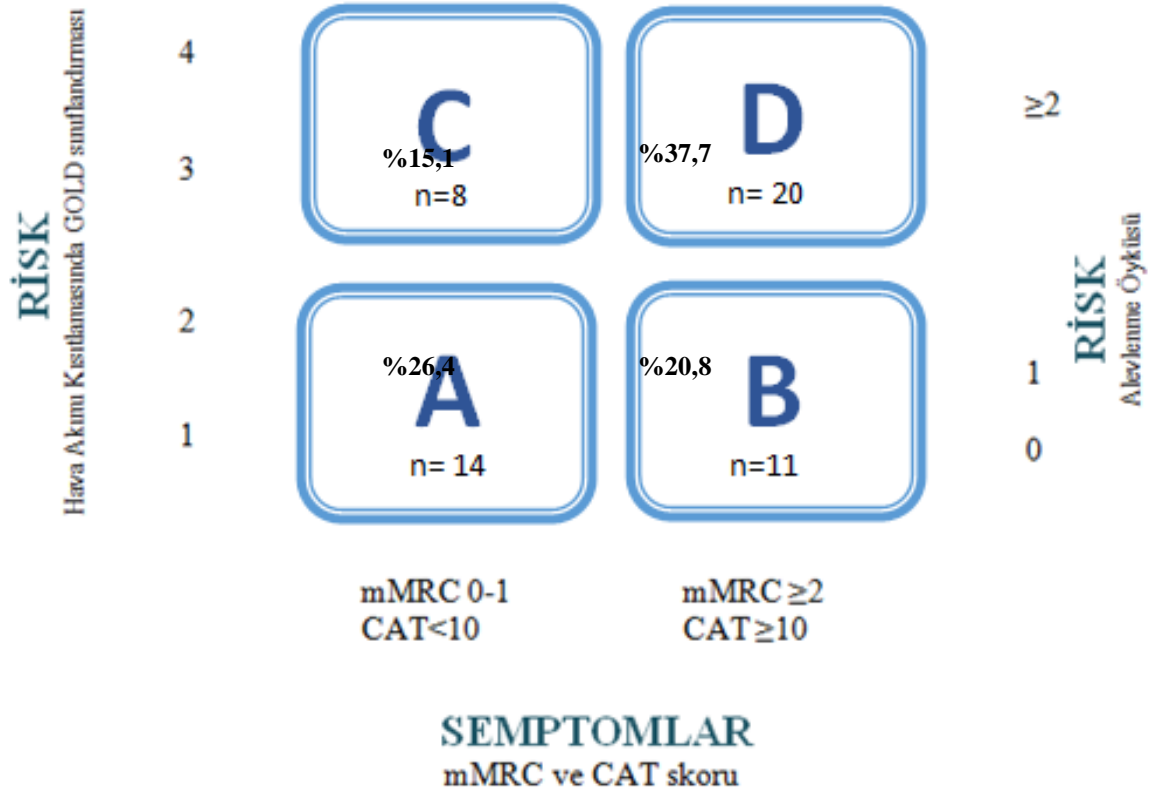 RİSK
Hava Akımı Kısıtlamasında GOLD sınıflandırması
4
3
2
1
C
%15,1
n=8
D
%37,7
n= 20
A
%26,4
n= 14
B
%20,8
n=11
≥2
1
0
RİSK
Alevlenme Öyküsü
mMRC 0-1
CAT<10
mMRC ≥2
CAT≥10
SEMPTOMLAR
mMRC ve CAT skoru